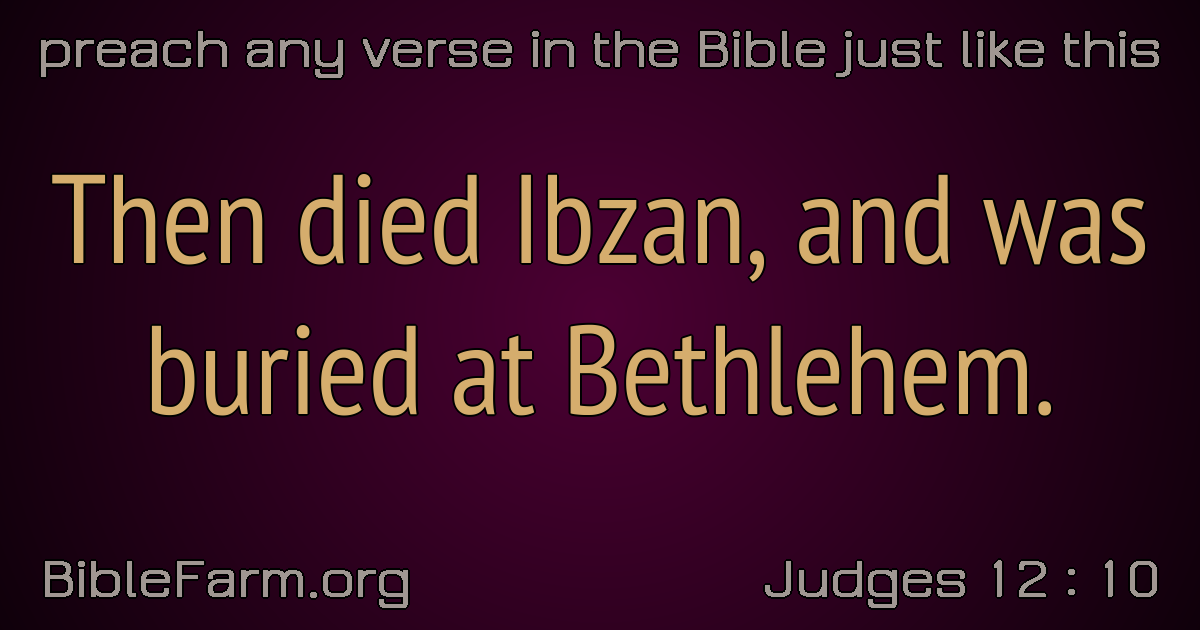 preach any verse in the Bible just like this
Then died Ibzan, and was
buried at Bethlehem.
BibleFarm.org
Judges 12 : 10